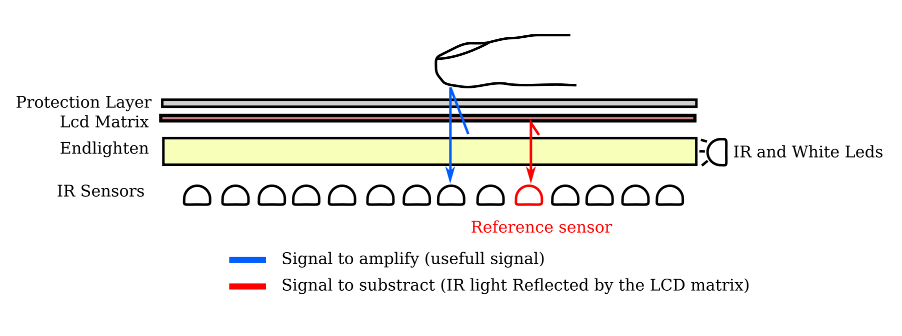 Protection Layer
Lcd Matrix
Endlighten
IR and White Leds
IR Sensors
Reference sensor
Signal to amplify (usefull signal)
Signal to substract (IR light Reflected by the LCD matrix)